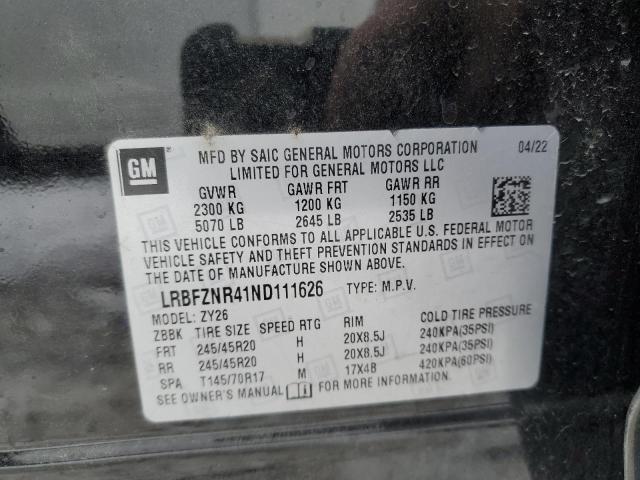 GM
MFD BY SAIC GENERAL MOTORS CORPORATION 04/22
LIMITED FOR GENERAL MOTORS LLC
GVWR GAWR FRT GAWR RR
2300 KG 1200 KG 1150 KG
5070 LB 2645 LB 2535 LB
THIS VEHICLE CONFORMS TO ALL APPLICABLE U.S. FEDERAL MOTOR
VEHICLE SAFETY AND THEFT PREVENTION STANDARDS IN EFFECT ON
THE DATE OF MANUFACTURE SHOWN ABOVE.
LRBFZNR41ND111626 TYPE: M.P.V.
MODEL: ZY26
ZBBK TIRE SIZE SPEED RTG RIM COLD TIRE PRESSURE
FRT 245/45R20 H 20X8.5J 240KPA(35PSI)
RR 245/45R20 H 20X8.5J 240KPA(35PSI)
SPA T145/70R17 M 17X4B 420KPA(60PSI)
SEE OWNER'S MANUAL FOR MORE INFORMATION.